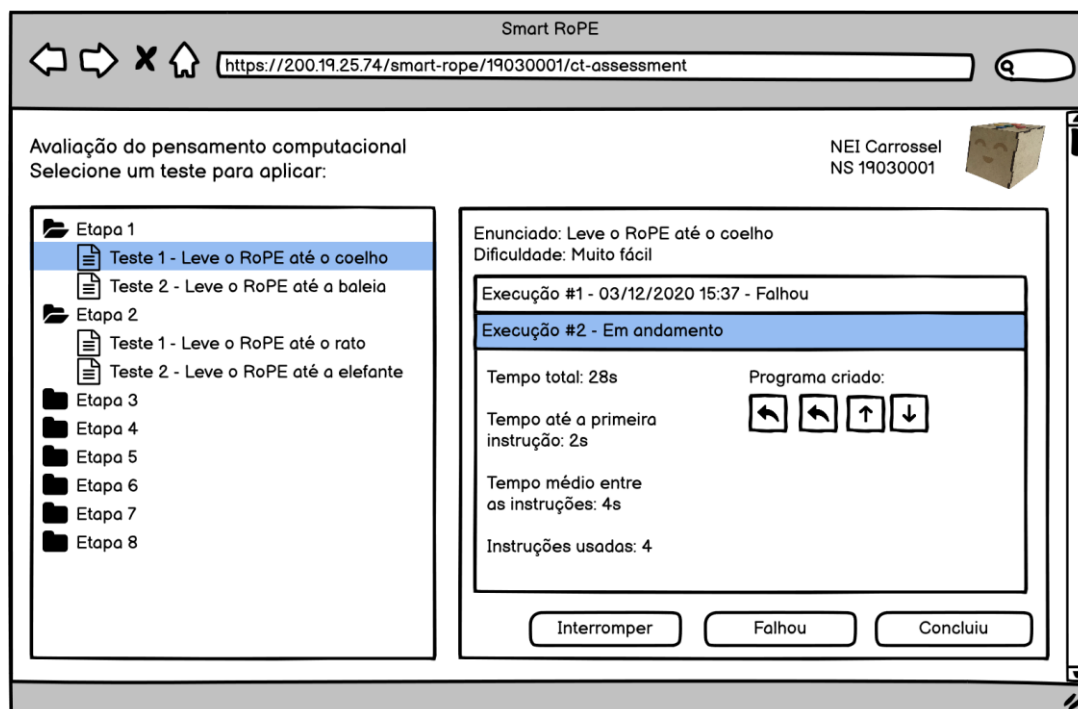 Smart RoPE
https://200.19.25.74/smart-rope/19030001/ct-assessment
Avaliação do pensamento computacional
Selecione um teste para aplicar:
NEI Carrossel
NS 19030001
Etapa 1
Teste 1 - Leve o RoPE até o coelho
Teste 2 - Leve o RoPE até a baleia
Etapa 2
Teste 1 - Leve o RoPE até o rato
Teste 2 - Leve o RoPE até a elefante
Etapa 3
Etapa 4
Etapa 5
Etapa 6
Etapa 7
Etapa 8
Enunciado: Leve o RoPE até o coelho
Dificuldade: Muito fácil
Execução #1 - 03/12/2020 15:37 - Falhou
Execução #2 - Em andamento
Tempo total: 28s
Tempo até a primeira
instrução: 2s
Tempo médio entre
as instruções: 4s
Instruções usadas: 4
Programa criado:
Interromper
Falhou
Concluiu